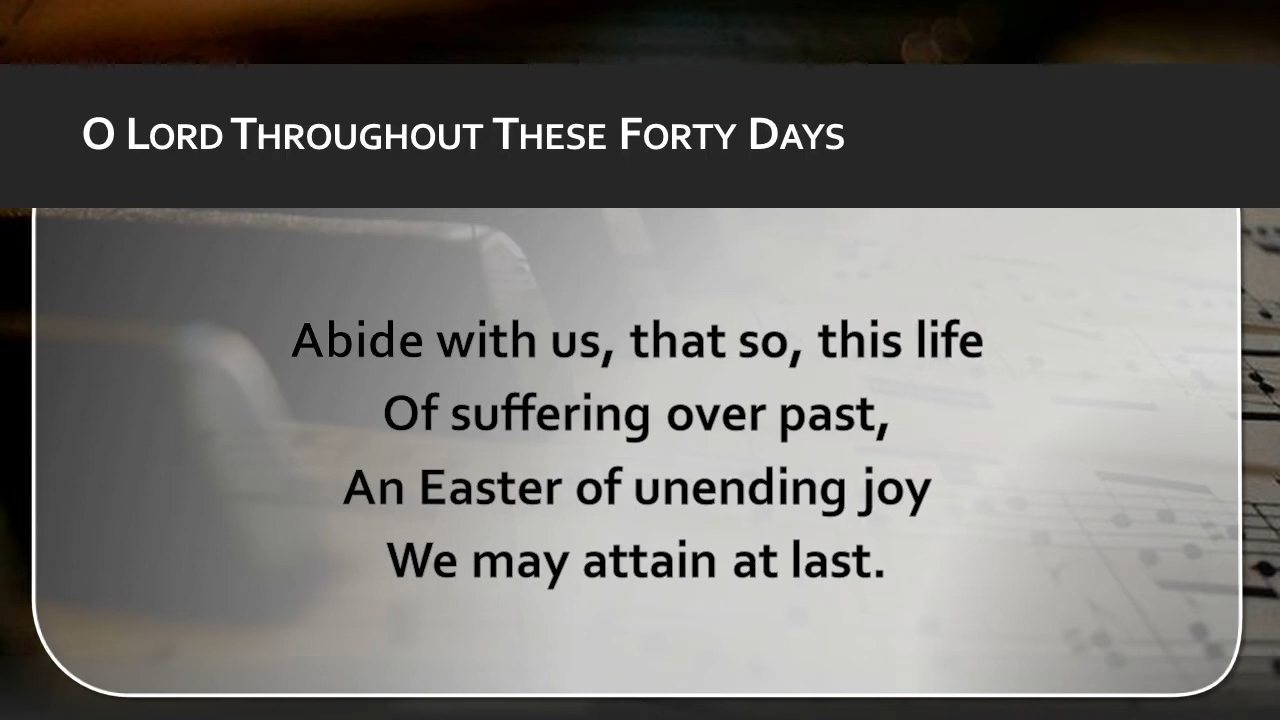 O Lord Throughout These Forty Days
Abide with us, that so, this life
Of suffering over past,
An Easter of unending joy
We may attain at last.